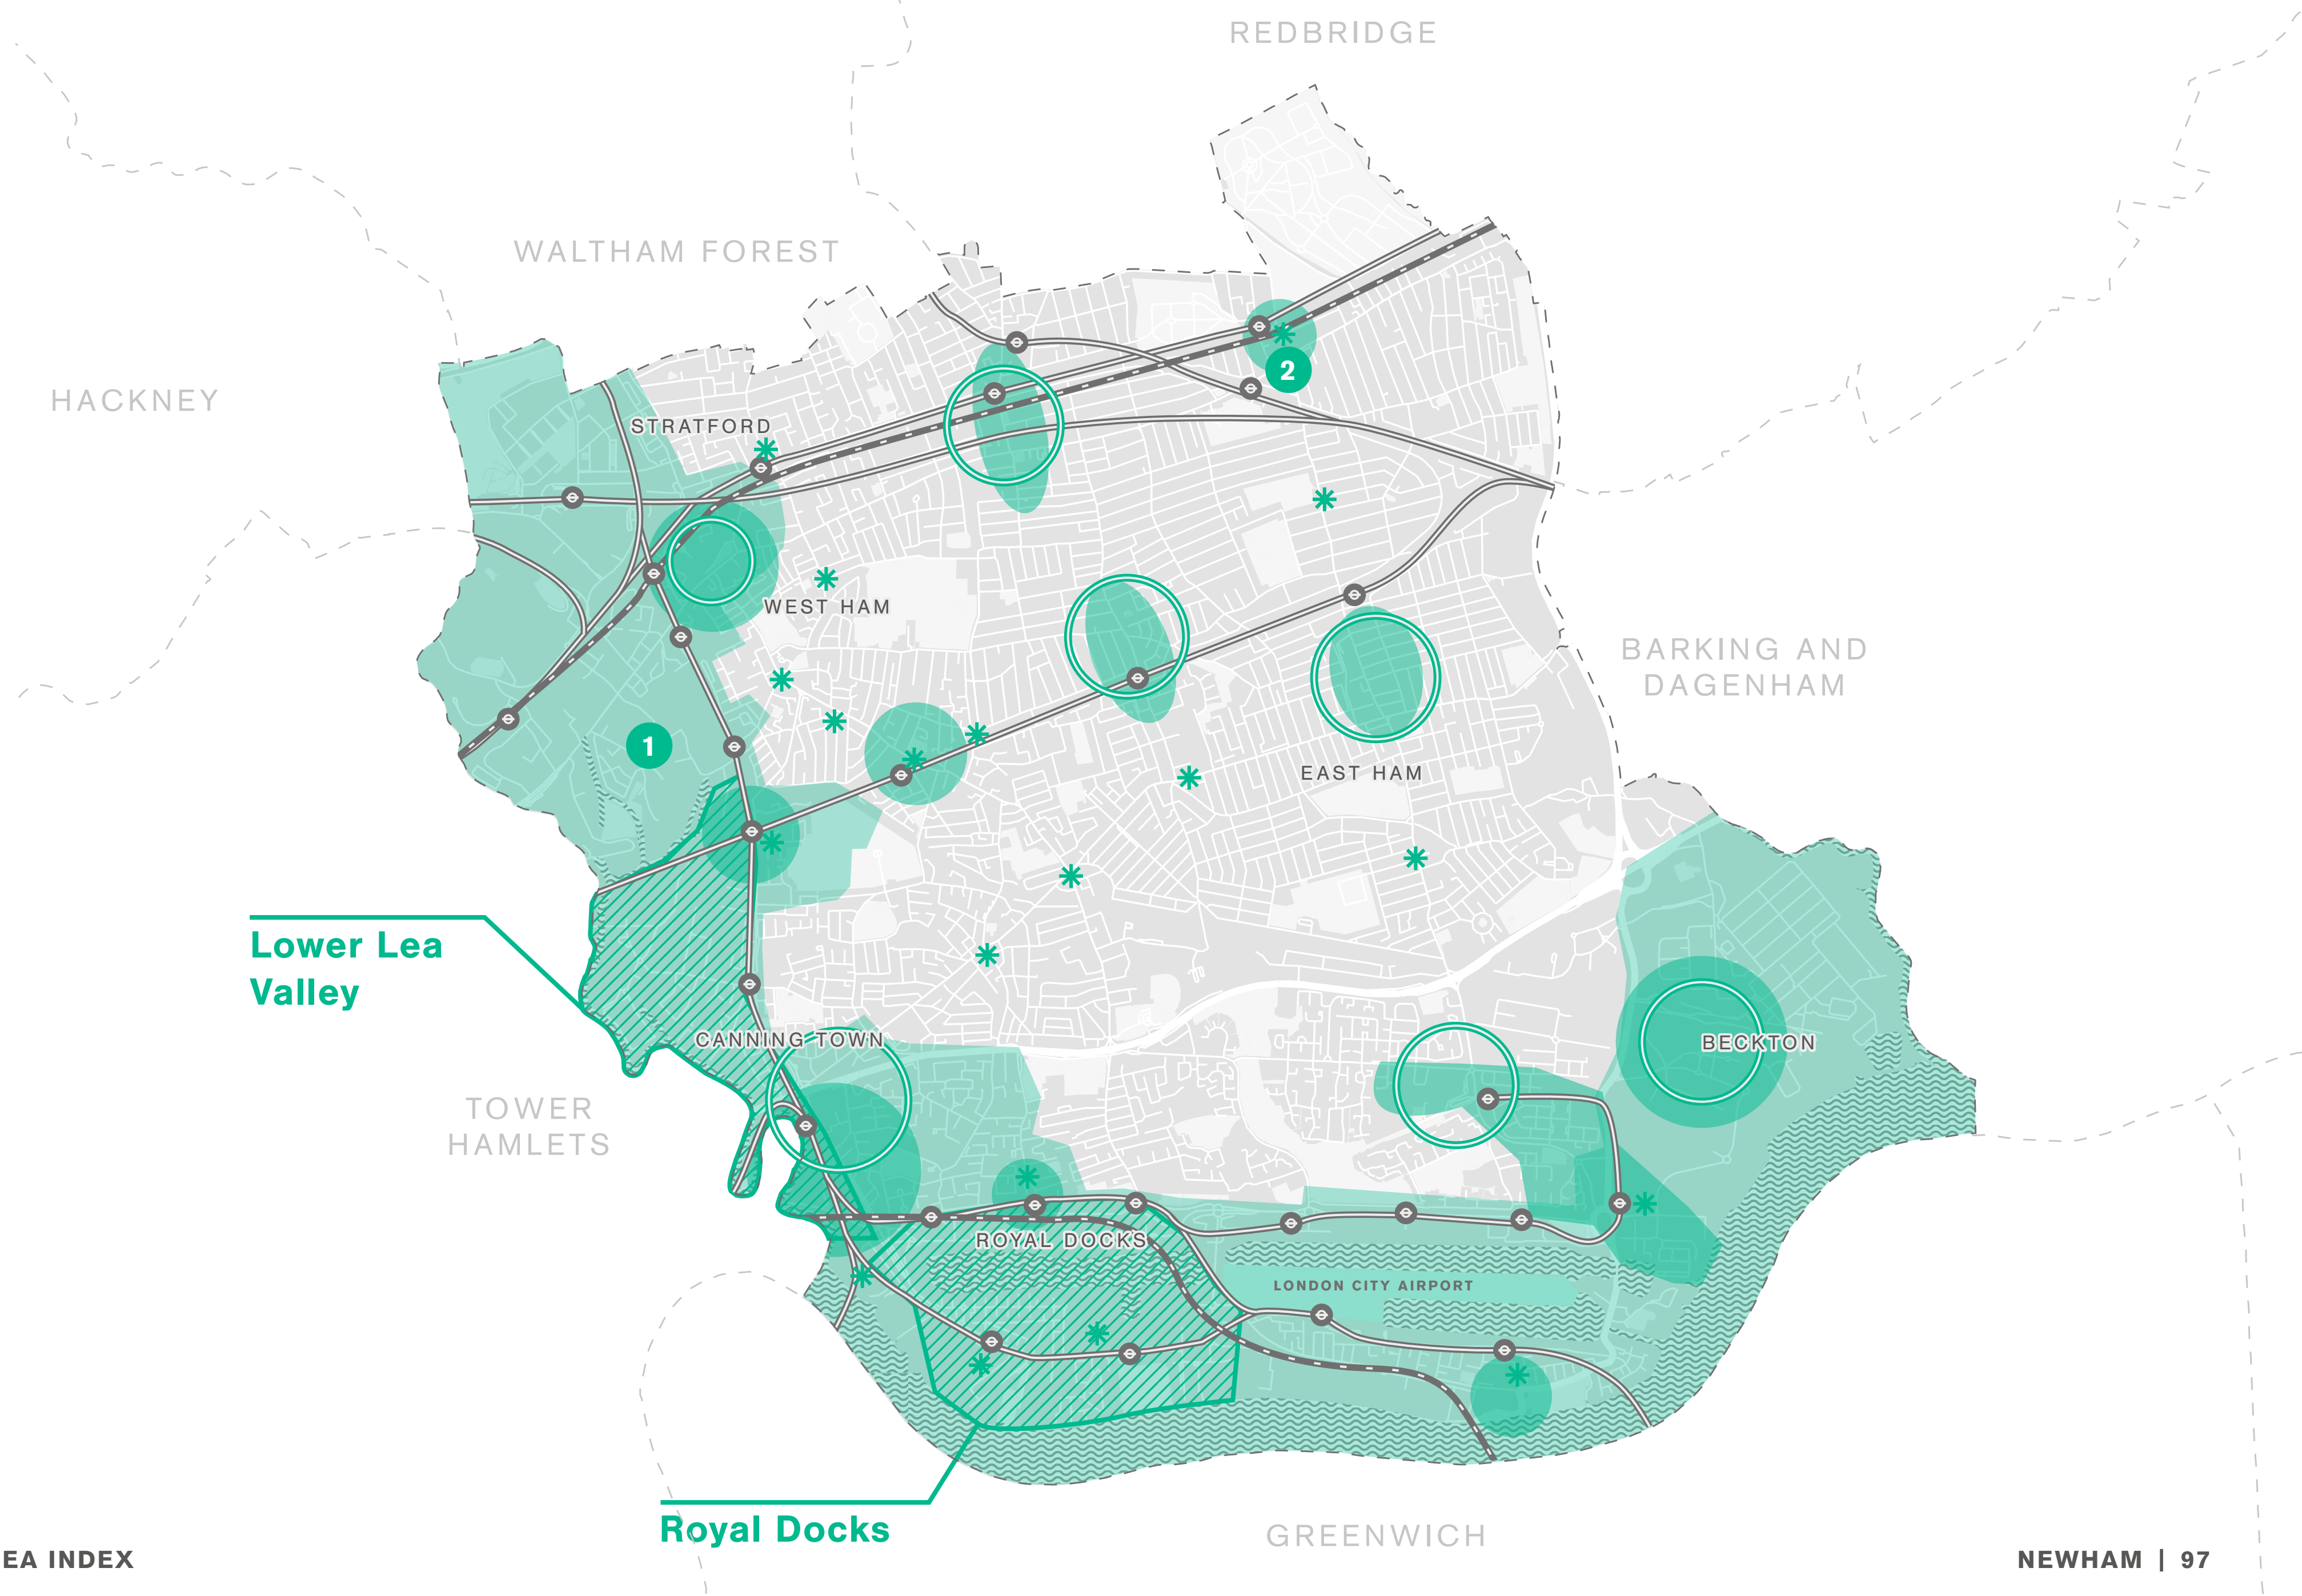 REDBRIDGE
WALTHAM FOREST
HACKNEY
2
STRATFORD
WEST HAM
BARKING AND
DAGENHAM
1
EAST HAM
Lower Lea
Valley
CANNING TOWN
BECKTON
TOWER
HAMLETS
ROYAL DOCKS
LONDON CITY AIRPORT
Royal Docks
GREENWICH
EA INDEX
NEWHAM | 97